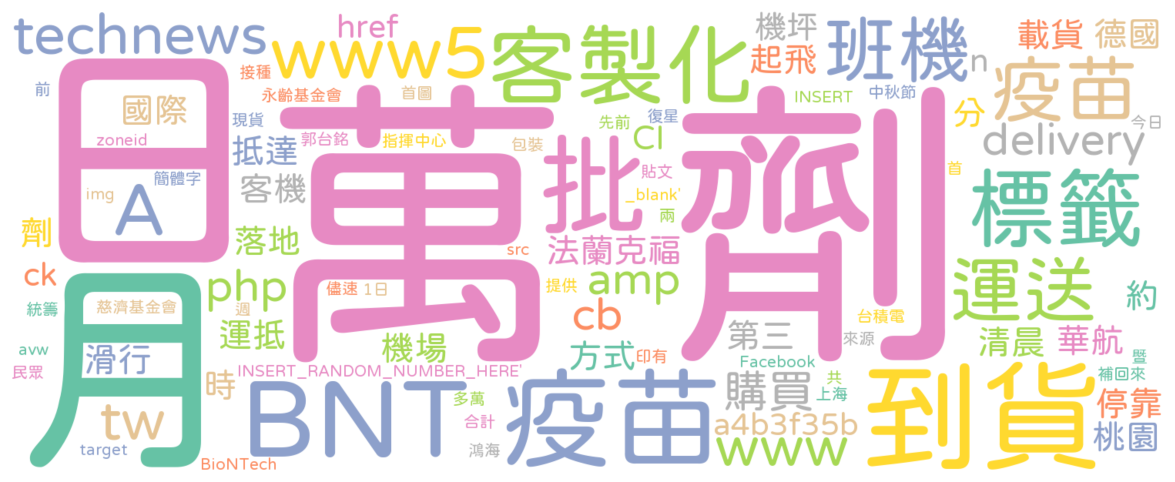 technews
href
www5
客製化
機坪
起飛
班機
n
載貨
德國
前
接種
永齡基金會
首圖
INSERT
中秋節
疫苗
國際
現貨
郭台銘
指揮中心
包裝
先前
復星
CI
分
今日
zoneid
抵達
批
delivery
日
萬
劑
簡體字
img
A
客機
貼文
_blank'
兩
首
標籤
劑
落地
src
法蘭克福
ck
php
儘速
1日
提供
amp
運送
約
月
慈濟基金會
統籌
週
運抵
機場
cb
第三
台積電
來源
清晨
華航
avw
民眾
滑行
時
INSERT_RANDOM_NUMBER_HERE'
方式
印有
Facebook
暨
補回來
tw
BNT
多萬
疫苗
購買
共
上海
到貨
停靠
target
合計
鴻海
a4b3f35b
www
桃園
BioNTech